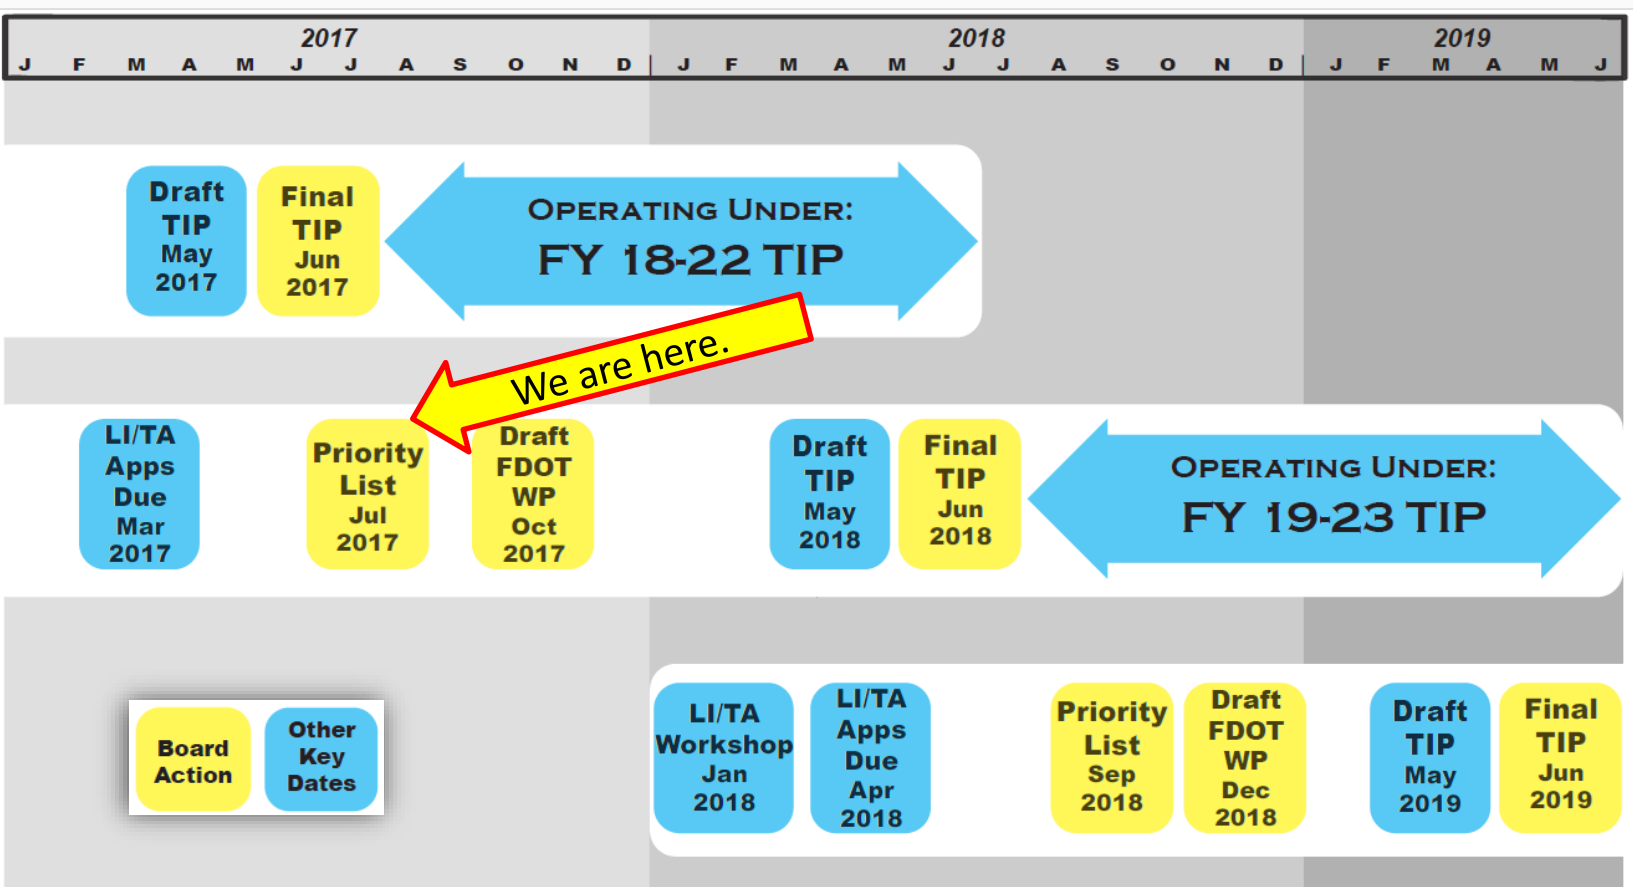 2017 2018 2019
J F M A M J J A S O N D | J F M A M J J A S O N D | J F M A M J
Draft
TIP
May
2017
Final
TIP
Jun
2017
OPERATING UNDER:
FY 18-22 TIP
We are here.
LI/TA
Apps
Due
Mar
2017
Priority
List
Jul
2017
Draft
FDOT
WP
Oct
2017
Draft
TIP
May
2018
Final
TIP
Jun
2018
OPERATING UNDER:
FY 19-23 TIP
Board
Action
Other
Key
Dates
LI/TA
Workshop
Jan
2018
LI/TA
Apps
Due
Apr
2018
Priority
List
Sep
2018
Draft
FDOT
WP
Dec
2018
Draft
TIP
May
2019
Final
TIP
Jun
2019